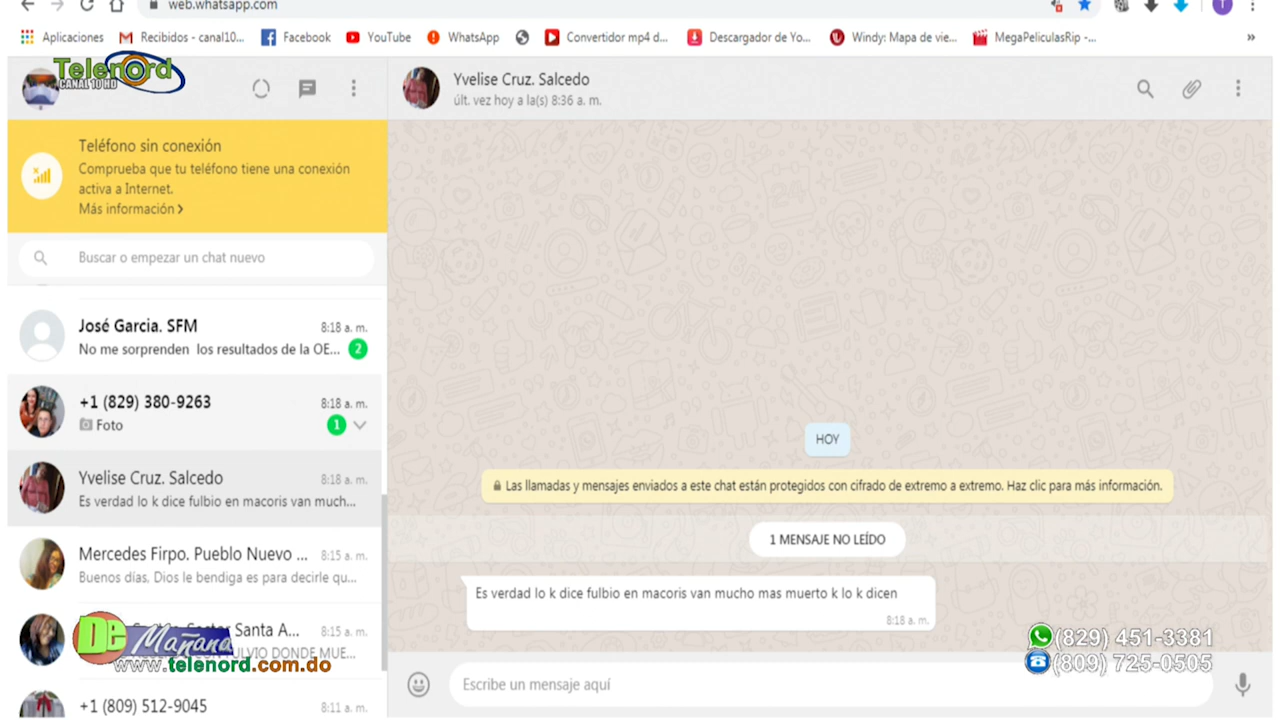 web.whatsapp.com
Aplicaciones
Recibidos - canal10...
Facebook
YouTube
WhatsApp
Convertidor mp4 d...
Descargador de Yo...
Windy: Mapa de vie...
MegaPeliculasRip -...
»
Telenord
CANAL 10 HD
Yvelise Cruz. Salcedo
últ. vez hoy a la(s) 8:36 a. m.
Teléfono sin conexión
Comprueba que tu teléfono tiene una conexión
activa a Internet.
Más información >
Buscar o empezar un chat nuevo
José Garcia. SFM 8:18 a. m.
No me sorprenden los resultados de la OE... 2
+1 (829) 380-9263 8:18 a. m.
Foto 1
Yvelise Cruz. Salcedo 8:18 a. m.
Es verdad lo k dice fulbio en macoris van much...
Mercedes Firpo. Pueblo Nuevo ... 8:15 a. m.
Buenos días, Dios le bendiga es para decirle qu...
Santa A... 8:15 a. m.
FULVIO DONDE MUE...
+1 (809) 512-9045 8:11 a. m.
HOY
Las llamadas y mensajes enviados a este chat están protegidos con cifrado de extremo a extremo. Haz clic para más información.
1 MENSAJE NO LEÍDO
Es verdad lo k dice fulbio en macoris van mucho mas muerto k lo k dicen
8:18 a. m.
Escribe un mensaje aquí
De Mañana
www.telenord.com.do
(829) 451-3381
(809) 725-0505